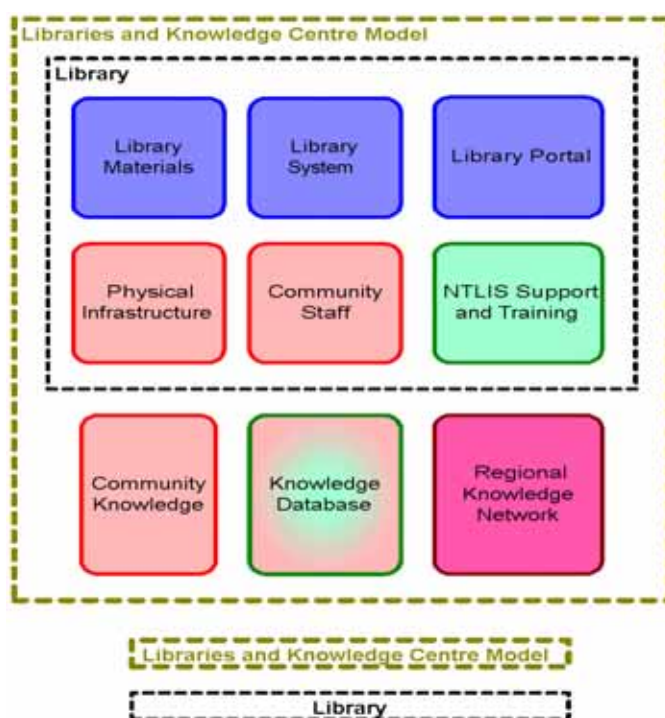 Libraries and Knowledge Centre Model
Library
Library
Materials
Library
System
Library Portal
Physical
Infrastructure
Community
Staff
NTLIS Support
and Training
Community
Knowledge
Knowledge
Database
Regional
Knowledge
Network
Libraries and Knowledge Centre Model
Library